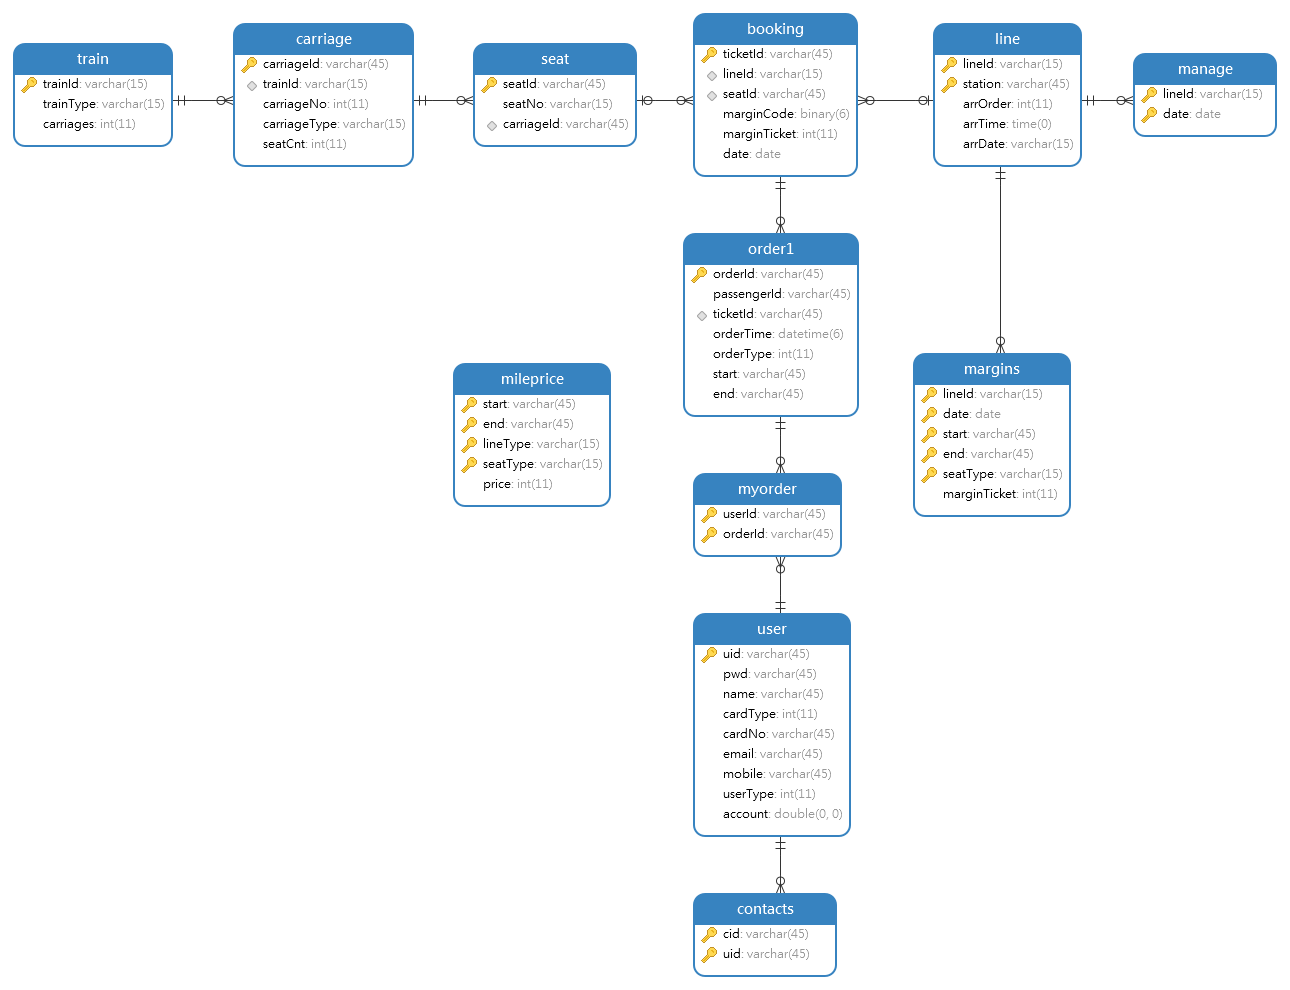 train
trainId: varchar(15)
trainType: varchar(15)
carriages: int(11)
carriage
carriageId: varchar(45)
trainId: varchar(15)
carriageNo: int(11)
carriageType: varchar(15)
seatCnt: int(11)
seat
seatId: varchar(45)
seatNo: varchar(15)
carriageId: varchar(45)
booking
ticketId: varchar(45)
lineId: varchar(15)
seatId: varchar(45)
marginCode: binary(6)
marginTicket: int(11)
date: date
line
lineId: varchar(15)
station: varchar(45)
arrOrder: int(11)
arrTime: time(0)
arrDate: varchar(15)
manage
lineId: varchar(15)
date: date
order1
orderId: varchar(45)
passengerId: varchar(45)
ticketId: varchar(45)
orderTime: datetime(6)
orderType: int(11)
start: varchar(45)
end: varchar(45)
mileprice
start: varchar(45)
end: varchar(45)
lineType: varchar(15)
seatType: varchar(15)
price: int(11)
margins
lineId: varchar(15)
date: date
start: varchar(45)
end: varchar(45)
seatType: varchar(15)
marginTicket: int(11)
myorder
userId: varchar(45)
orderId: varchar(45)
user
uid: varchar(45)
pwd: varchar(45)
name: varchar(45)
cardType: int(11)
cardNo: varchar(45)
email: varchar(45)
mobile: varchar(45)
userType: int(11)
account: double(0, 0)
contacts
cid: varchar(45)
uid: varchar(45)